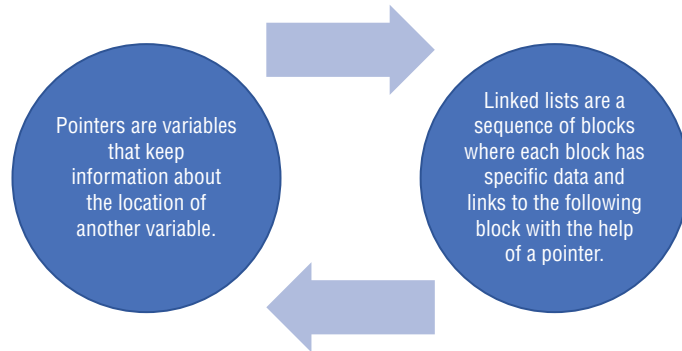 Pointers are variables
that keep
information about
the location of
another variable.
Linked lists are a
sequence of blocks
where each block has
specific data and
links to the following
block with the help
of a pointer.